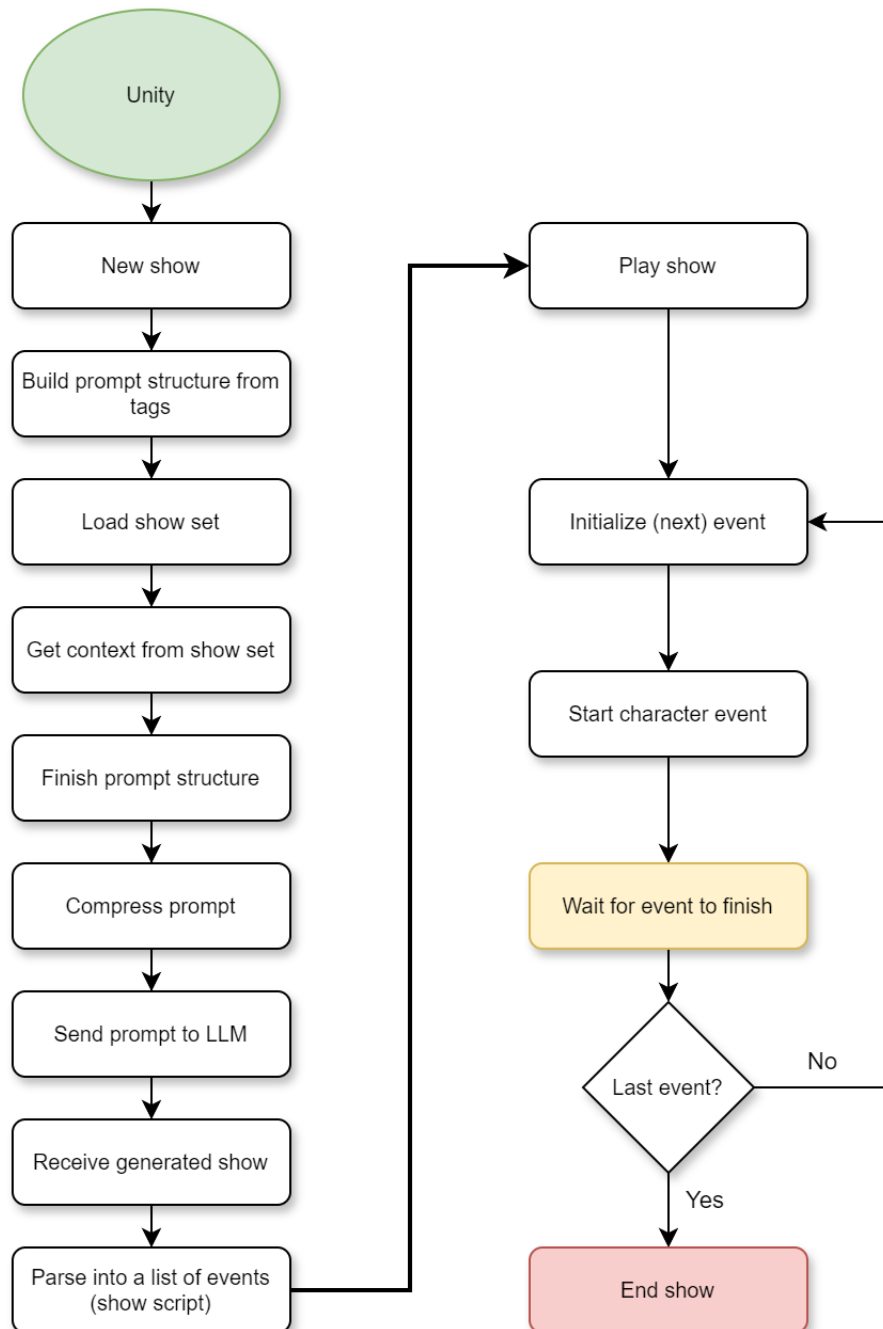 Unity
New show
Build prompt structure from
tags
Load show set
Get context from show set
Finish prompt structure
Compress prompt
Send prompt to LLM
Receive generated show
Parse into a list of events
(show script)
Play show
Initialize (next) event
Start character event
Wait for event to finish
Last event?
No
Yes
End show